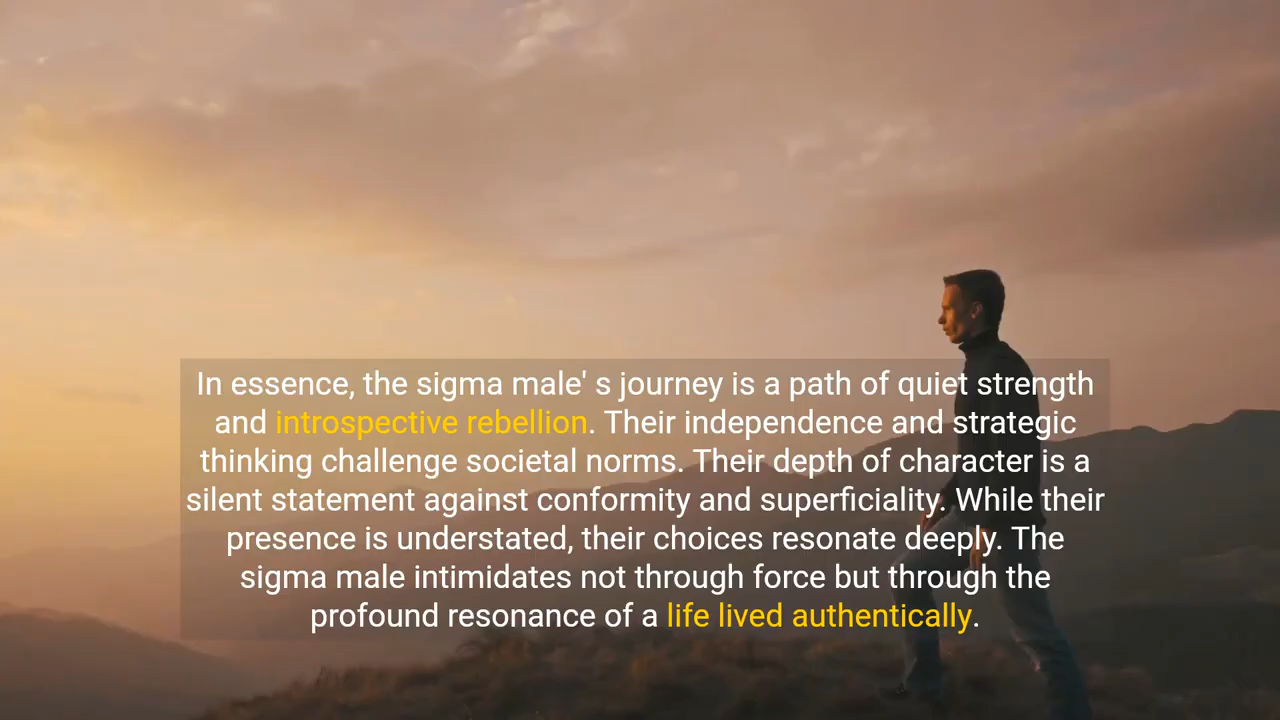 In essence, the sigma male' s journey is a path of quiet strength
and introspective rebellion. Their independence and strategic
thinking challenge societal norms. Their depth of character is a
silent statement against conformity and superficiality. While their
presence is understated, their choices resonate deeply. The
sigma male intimidates not through force but through the
profound resonance of a life lived authentically.